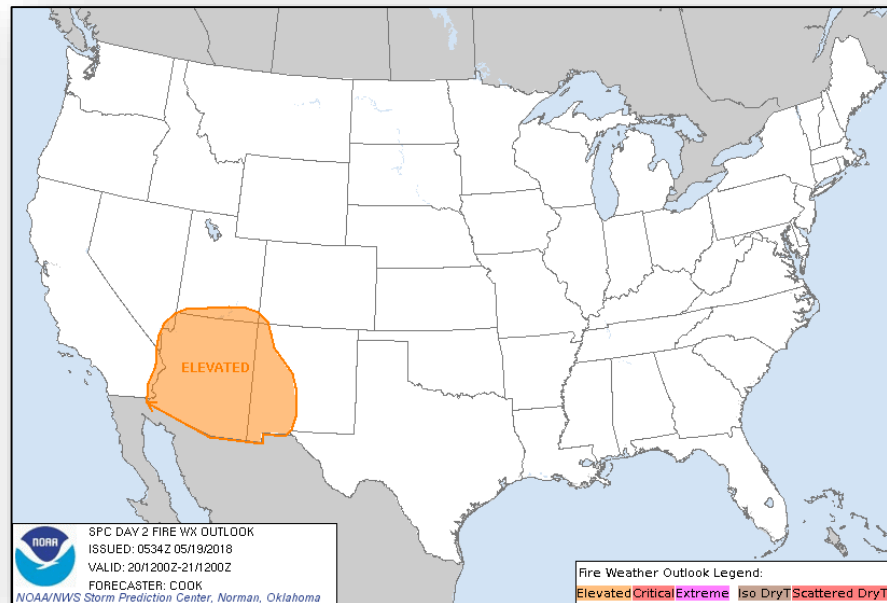 ELEVATED
NOAA
SPC DAY 2 FIRE WX OUTLOOK
ISSUED: 0534Z 05/19/2018
VALID: 20/1200Z-21/1200Z
FORECASTER: COOK
NOAA/NWS Storm Prediction Center, Norman, Oklahoma
Fire Weather Outlook Legend:
Elevated Critical Extreme Iso DryT Scattered DryT